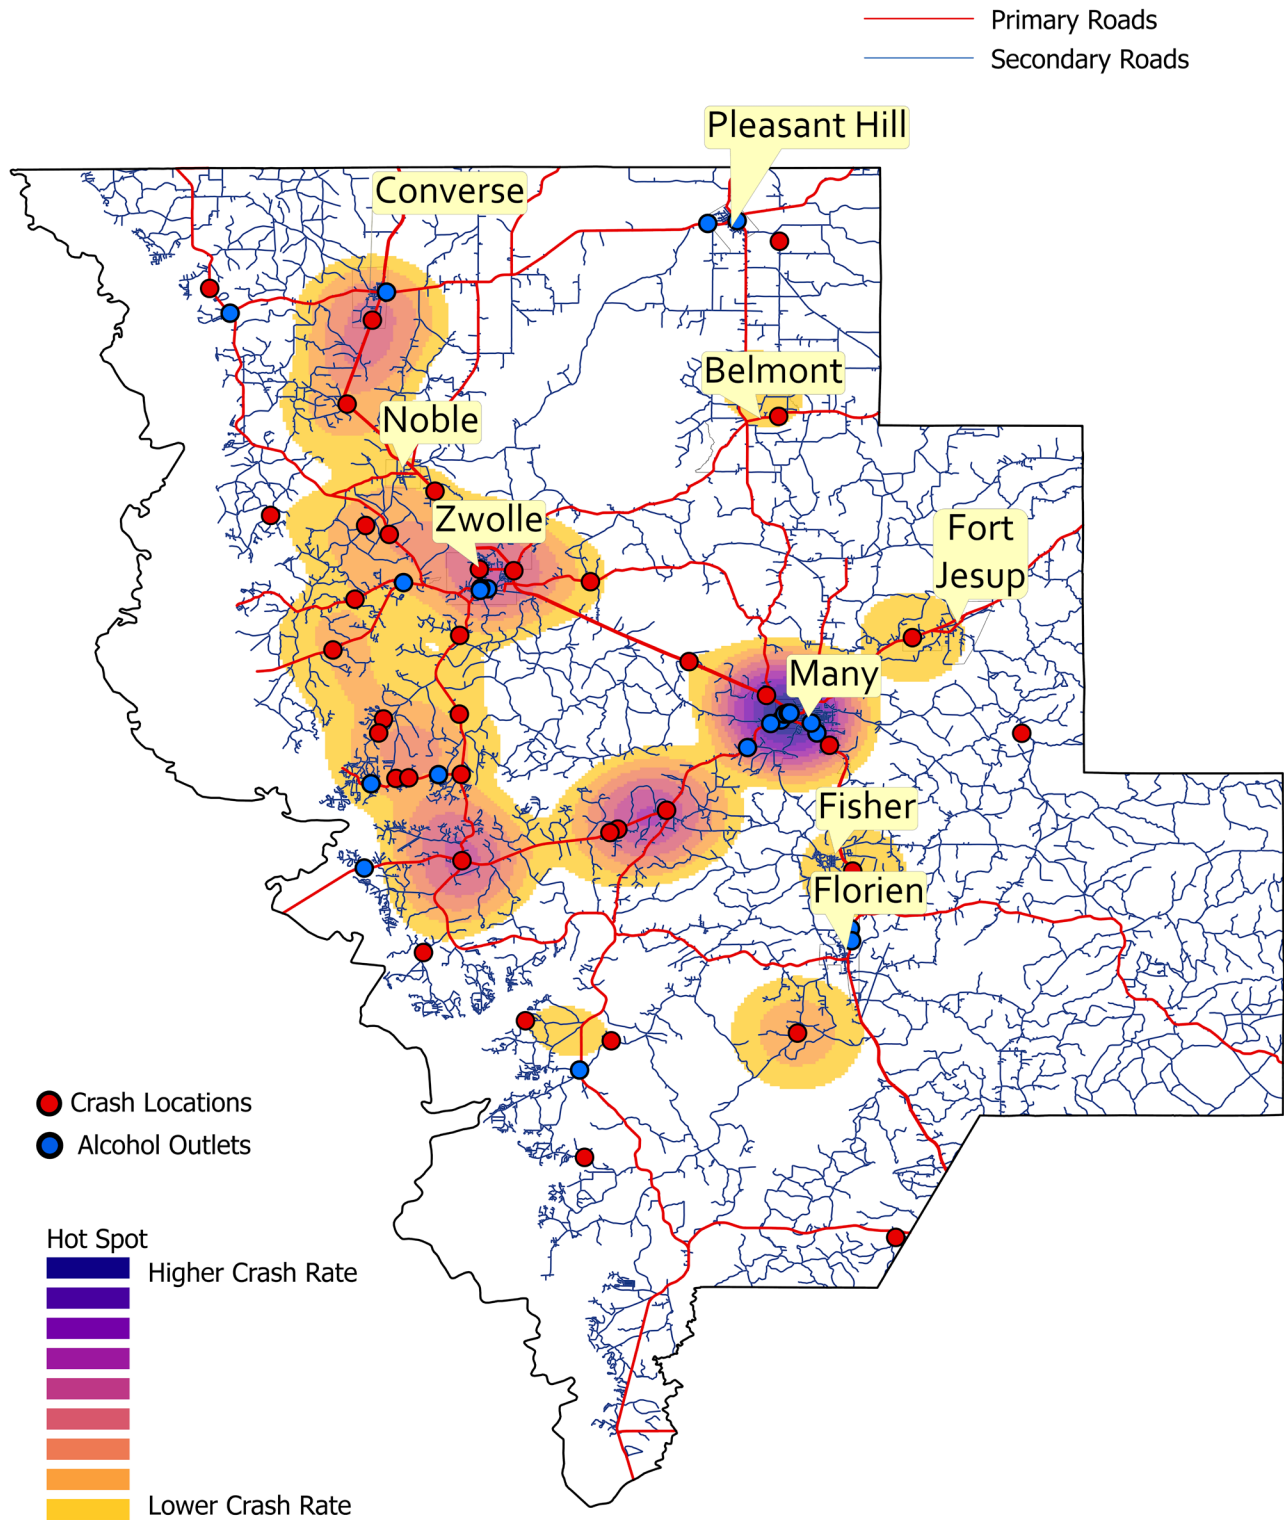 Primary Roads
Secondary Roads
Pleasant Hill
Converse
Belmont
Noble
Zwolle
Fort
Jesup
Many
Fisher
Florien
Crash Locations
Alcohol Outlets
Hot Spot
Higher Crash Rate
Lower Crash Rate